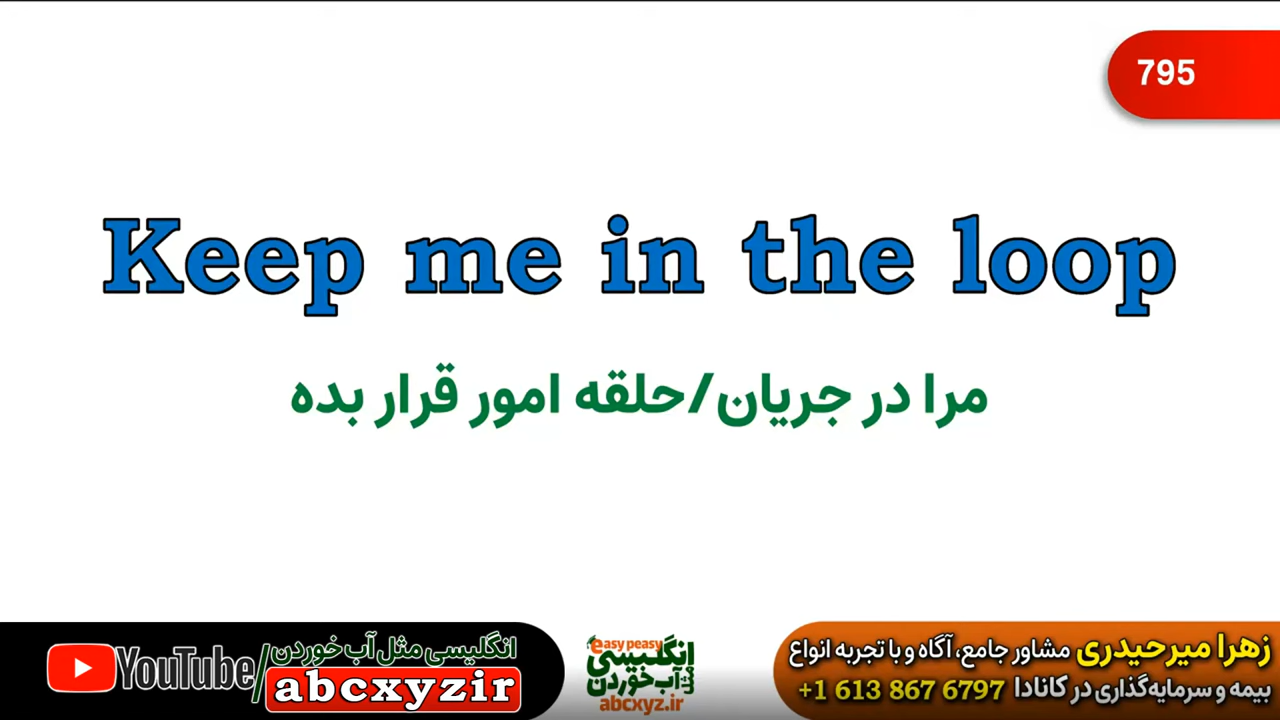 795
Keep me in the loop
مرا در جریان/حلقه امور قرار بده
انگلیسی مثل آب خوردن
YouTube/abcxyzir
easy peasy
انگلیسی
مثل آب خوردن
abcxyz.ir
زهرا میرحیدری مشاور جامع، آگاه و با تجربه انواع
بیمه و سرمایه‌گذاری در کانادا 6797 867 613 1+